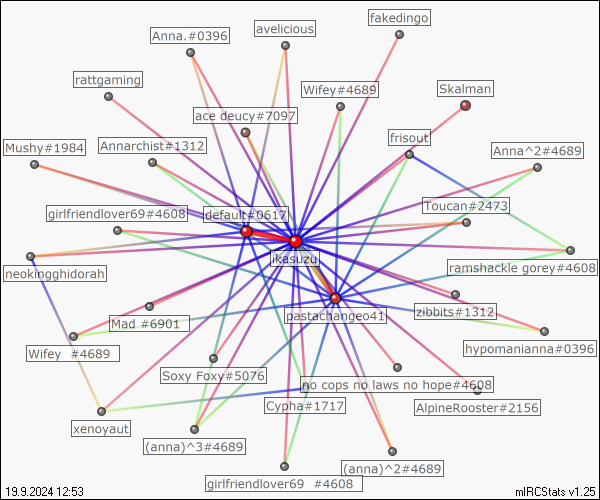 fakedingo
avelicious
Anna.#0396
rattgaming
Skalman
Wifey#4689
ace deucy#7097
frisout
Mushy#1984
Annarchist#1312
Anna^2#4689
girlfriendlover69#4608
default#0617
Toucan#2473
ikasuzu
neokingghidorah
ramshackle gorey#4608
pastachangeo41
zibbits#1312
Mad #6901
Wifey #4689
hypomanianna#0396
Soxy Foxy#5076
no cops no laws no hope#4608
Cypha#1717
AlpineRooster#2156
xenoyaut
(anna)^3#4689
(anna)^2#4689
girlfriendlover69 #4608
19.9.2024 12:53
mIRCStats v1.25